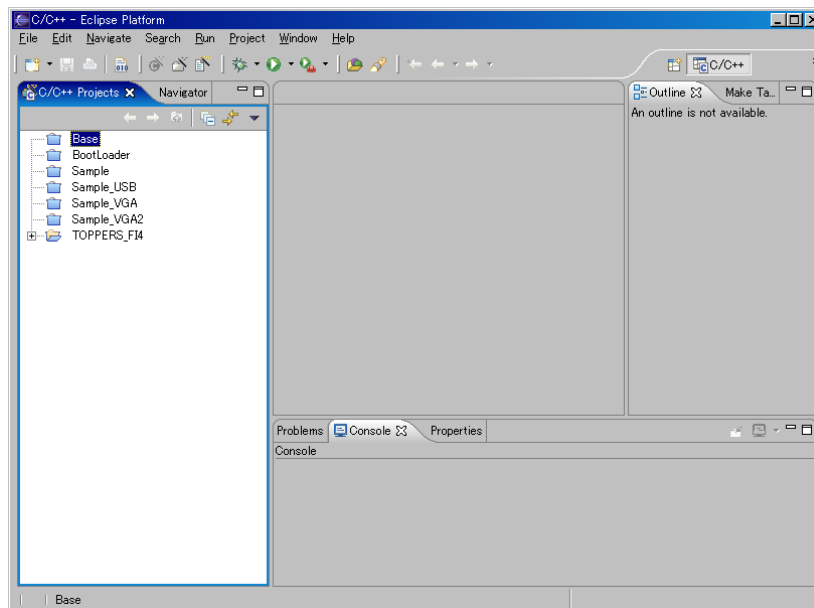 C/C++ - Eclipse Platform
File Edit Navigate Search Run Project Window Help
C/C++
C/C++ Projects Navigator
Outline Make Ta...
An outline is not available.
Base
BootLoader
Sample
Sample_USB
Sample_VGA
Sample_VGA2
TOPPERS_FI4
Problems Console Properties
Console
Base